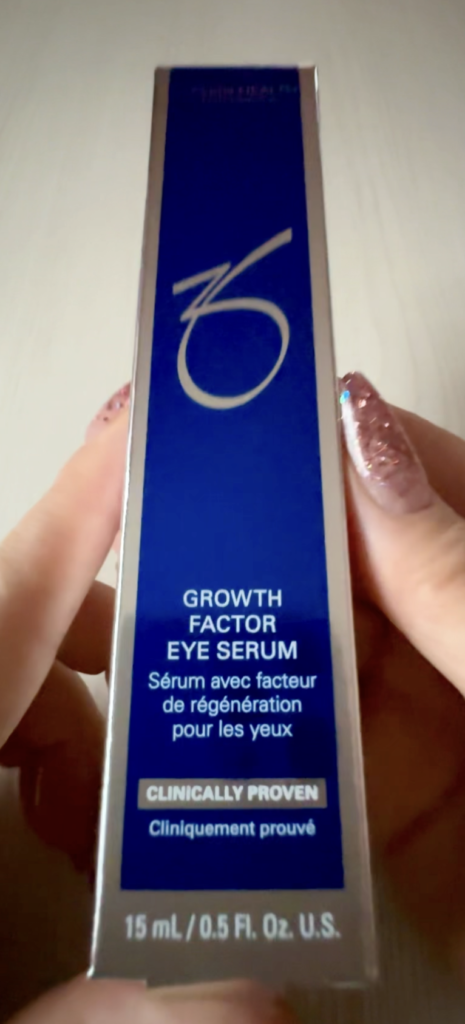 GROWTH
FACTOR
EYE SERUM
Sérum avec facteur
de régénération
pour les yeux
CLINICALLY PROVEN
Cliniquement prouvé
15 mL / 0.5 Fl. Oz. U.S.